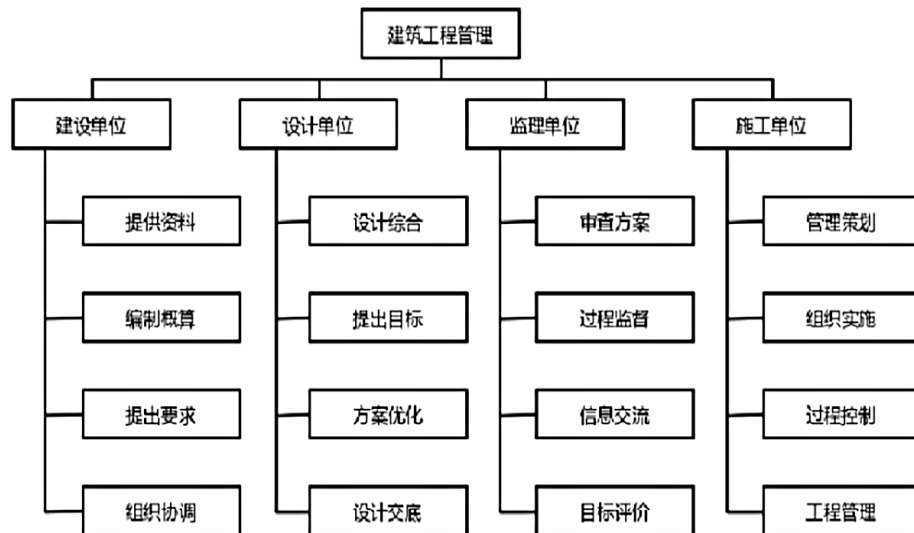 建筑工程管理
建设单位
设计单位
监理单位
施工单位
提供资料
设计综合
审查方案
管理策划
编制概算
提出目标
过程监督
组织实施
提出要求
方案优化
信息交流
过程控制
组织协调
设计交底
目标评价
工程管理